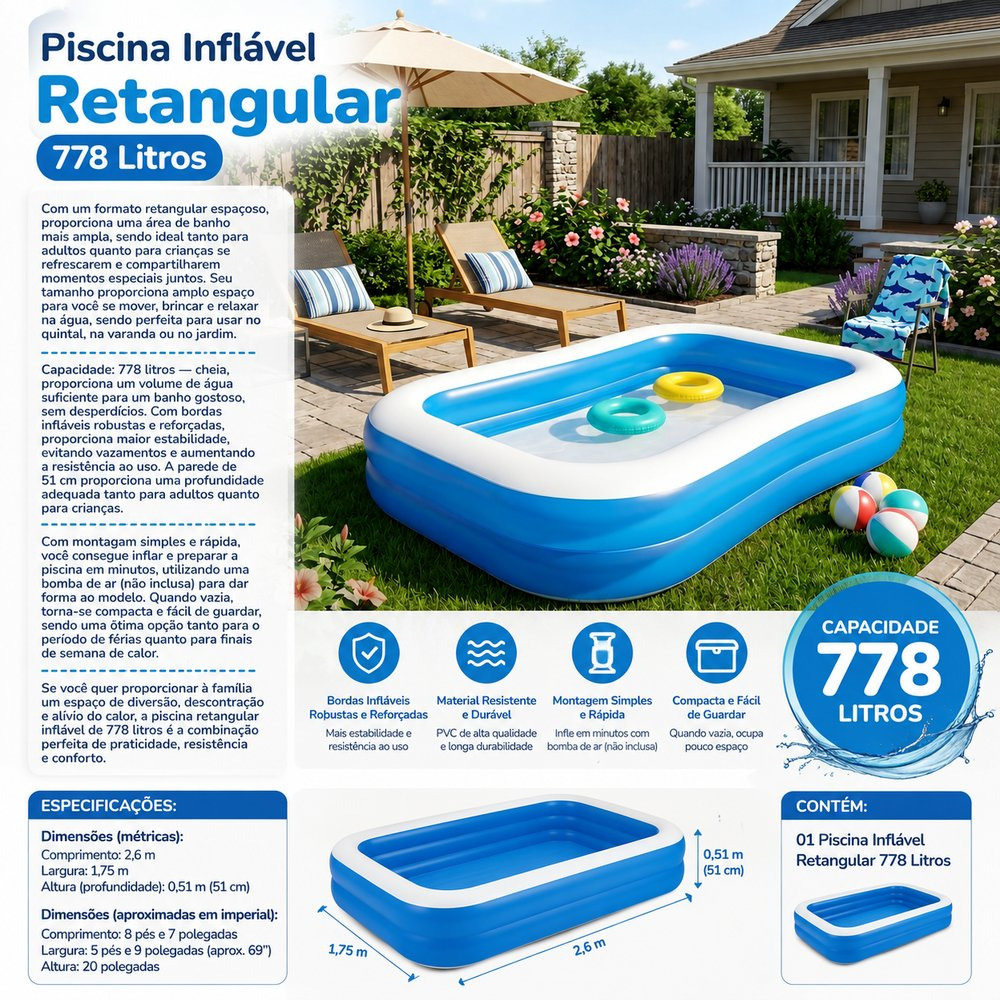 Piscina Inflável
Retangular
778 Litros
Com um formato retangular espaçoso,
proporciona uma área de banho
mais ampla, sendo ideal tanto para
adultos quanto para crianças se
refrescarem e compartilharem
momentos especiais juntos. Seu
tamanho proporciona amplo espaço
para você se mover, brincar e relaxar
na água, sendo perfeita para usar no
quintal, na varanda ou no jardim.
Capacidade: 778 litros — cheia,
proporciona um volume de água
suficiente para um banho gostoso,
sem desperdícios. Com bordas
infláveis robustas e reforçadas,
proporciona maior estabilidade,
evitando vazamentos e aumentando
a resistência ao uso. A parede de
51 cm proporciona uma profundidade
adequada tanto para adultos quanto
para crianças.
Com montagam simples e rápida,
você consegue inflar e preparar a
piscina em minutos, utilizando uma
bomba de ar (não inclusa) para dar
forma ao modelo. Quando vazia,
torna-se compacta e fácil de guardar,
sendo uma ótima opção tanto para o
período de férias quanto para finais
de semana de calor.
Se você quer proporcionar à família
um espaço de diversão, descontração
e alívio do calor, a piscina retangular
inflável de 778 litros é a combinação
perfeita de praticidade, resistência
e conforto.
Bordas Infláveis
Robustas e Reforçadas
Mais estabilidade e
resistência ao uso
Material Resistente
e Durável
PVC de alta qualidade
e longa durabilidade
Montagem Simples
e Rápida
Infle em minutos com
bomba de ar (não inclusa)
Compacta e Fácil
de Guardar
Quando vazia, ocupa
pouco espaço
CAPACIDADE
778
LITROS
ESPECIFICAÇÕES:
Dimensões (métricas):
Comprimento: 2,6 m
Largura: 1,75 m
Altura (profundidade): 0,51 m (51 cm)
Dimensões (aproximadas em imperial):
Comprimento: 8 pés e 7 polegadas
Largura: 5 pés e 9 polegadas (aprox. 69”)
Altura: 20 polegadas
0,51 m
(51 cm)
1,75 m
2,6 m
CONTÉM:
01 Piscina Inflável
Retangular 778 Litros